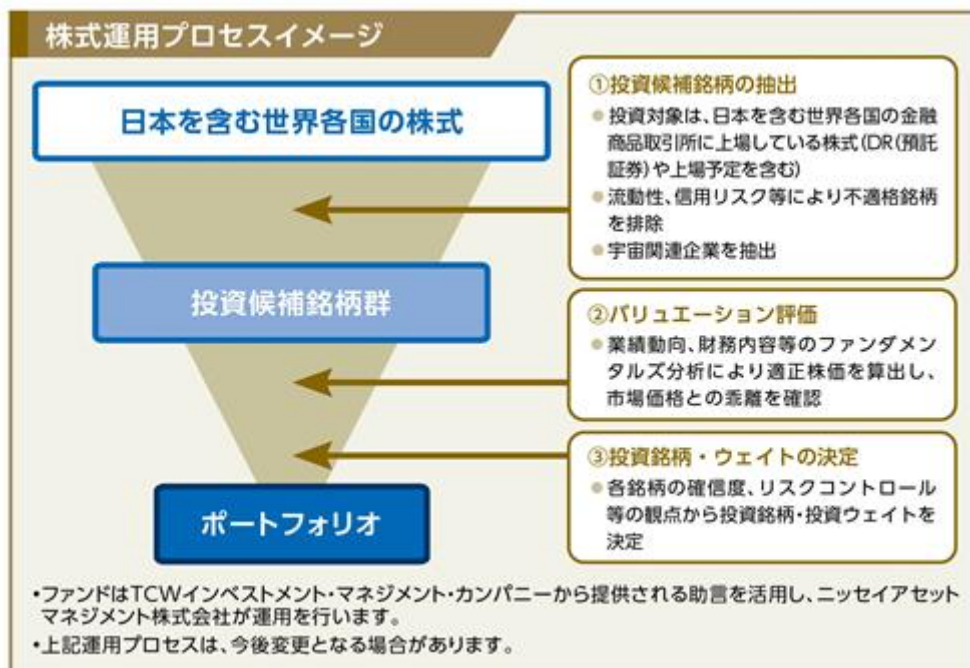 株式運用プロセスイメージ
日本を含む世界各国の株式
①投資候補銘柄の抽出
●投資対象は、日本を含む世界各国の金融
商品取引所に上場している株式(DR(預託
証券)や上場予定を含む)
●流動性、信用リスク等により不適格銘柄
を排除
●宇宙関連企業を抽出
投資候補銘柄群
②バリュエーション評価
●業績動向、財務内容等のファンダメン
タルズ分析により適正株価を算出し、
市場価格との乖離を確認
③投資銘柄・ウェイトの決定
●各銘柄の確信度、リスクコントロール
等の観点から投資銘柄・投資ウェイトを
決定
ポートフォリオ
•ファンドはTCWインベストメント・マネジメント・カンパニーから提供される助言を活用し、ニッセイアセット
マネジメント株式会社が運用を行います。
•上記運用プロセスは、今後変更となる場合があります。